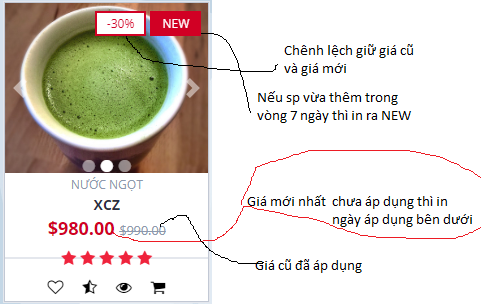 -30%
NEW
Chênh lệch giữ giá cũ
và giá mới
Nếu sp vừa thêm trong
vòng 7 ngày thì in ra NEW
NƯỚC NGỌT
XCZ
$980.00 $990.00
Giá mới nhất chưa áp dụng thì in
ngày áp dụng bên dưới
Giá cũ đã áp dụng